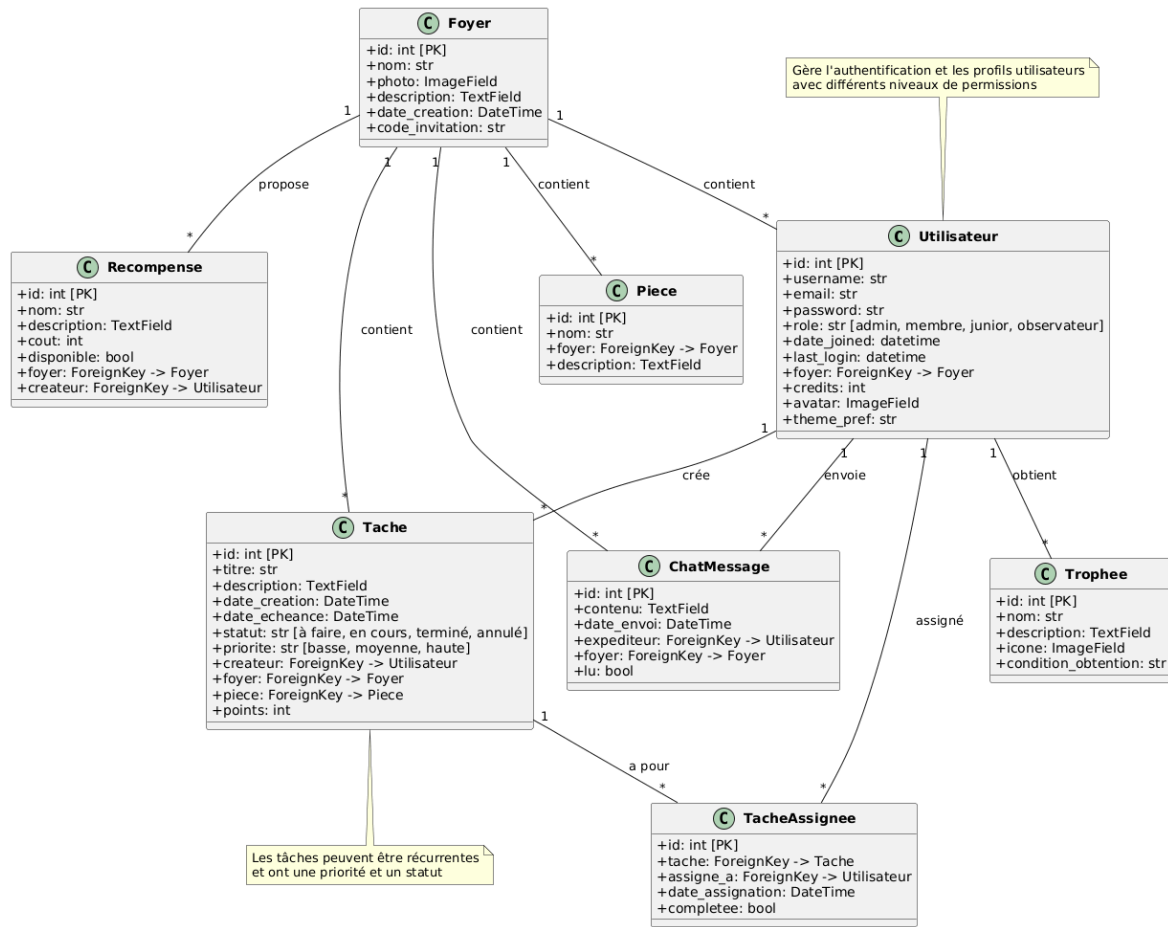 C Foyer
+id: int [PK]
+nom: str
+photo: ImageField
+description: TextField
+date_creation: DateTime
+code_invitation: str
Gère l'authentification et les profils utilisateurs
avec différents niveaux de permissions
1
1
1
1
1
propose
contient
contient
*
*
*
C Utilisateur
+id: int [PK]
+username: str
+email: str
+password: str
+role: str [admin, membre, junior, observateur]
+date_joined: datetime
+last_login: datetime
+foyer: ForeignKey -> Foyer
+credits: int
+avatar: ImageField
+theme_pref: str
C Recompense
+id: int [PK]
+nom: str
+description: TextField
+cout: int
+disponible: bool
+foyer: ForeignKey -> Foyer
+createur: ForeignKey -> Utilisateur
C Piece
+id: int [PK]
+nom: str
+foyer: ForeignKey -> Foyer
+description: TextField
contient
contient
1
1
1
1
crée
envoie
obtient
*
*
*
*
*
C Tache
+id: int [PK]
+titre: str
+description: TextField
+date_creation: DateTime
+date_echeance: DateTime
+statut: str [à faire, en cours, terminé, annulé]
+priorite: str [basse, moyenne, haute]
+createur: ForeignKey -> Utilisateur
+foyer: ForeignKey -> Foyer
+piece: ForeignKey -> Piece
+points: int
C ChatMessage
+id: int [PK]
+contenu: TextField
+date_envoi: DateTime
+expediteur: ForeignKey -> Utilisateur
+foyer: ForeignKey -> Foyer
+lu: bool
assigné
C Trophee
+id: int [PK]
+nom: str
+description: TextField
+icone: ImageField
+condition_obtention: str
1
a pour
*
*
Les tâches peuvent être récurrentes
et ont une priorité et un statut
C TacheAssignee
+id: int [PK]
+tache: ForeignKey -> Tache
+assigne_a: ForeignKey -> Utilisateur
+date_assignation: DateTime
+completee: bool